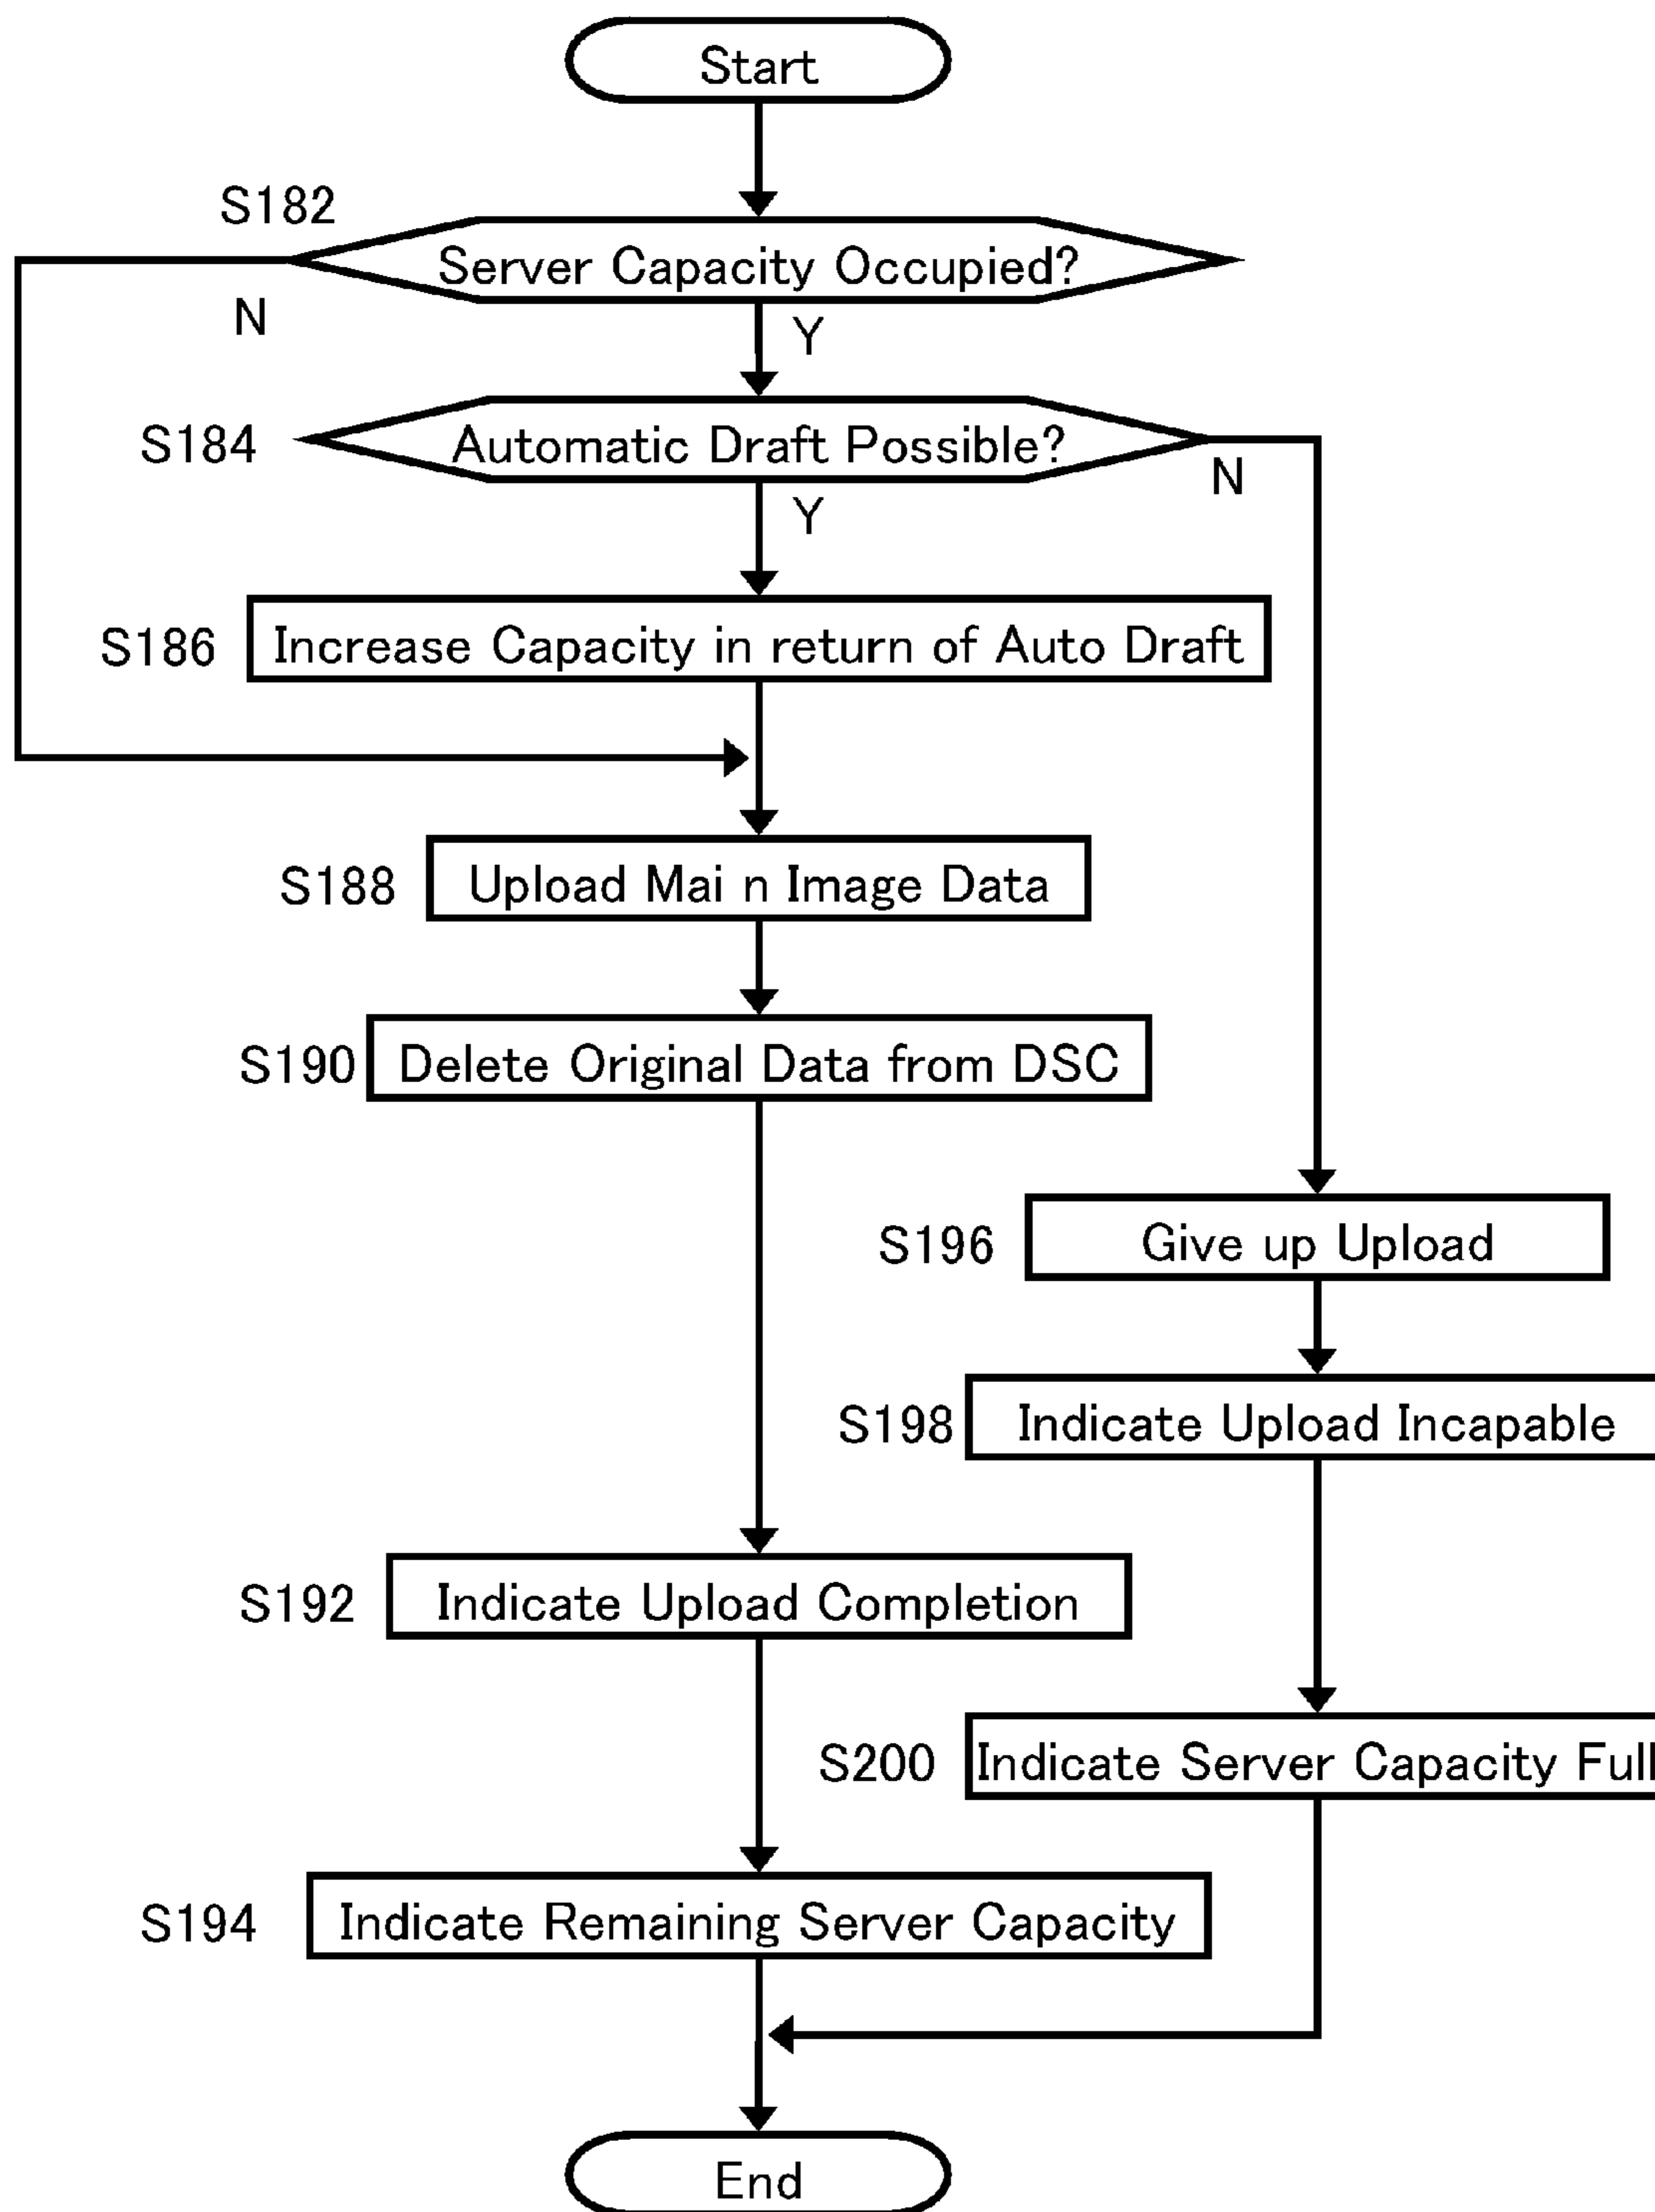 Start
S182
Server Capacity Occupied?
N
Y
S184
Automatic Draft Possible?
N
Y
S186
Increase Capacity in return of Auto Draft
S188
Upload Mai n Image Data
S190
Delete Original Data from DSC
S196
Give up Upload
S198
Indicate Upload Incapable
S192
Indicate Upload Completion
S200
Indicate Server Capacity Full
S194
Indicate Remaining Server Capacity
End